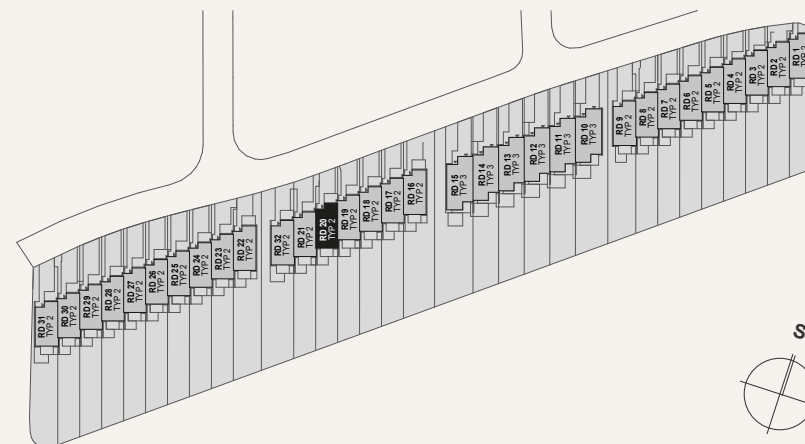 RD 31
TYP 2
RD 30
TYP 2
RD 29
TYP 2
RD 28
TYP 2
RD 27
TYP 2
RD 26
TYP 2
RD 25
TYP 2
RD 24
TYP 2
RD 23
TYP 2
RD 22
TYP 2
RD 32
TYP 2
RD 21
TYP 2
RD 20
TYP 2
RD 19
TYP 2
RD 18
TYP 2
RD 17
TYP 2
RD 16
TYP 2
RD 15
TYP 3
RD 14
TYP 3
RD 13
TYP 3
RD 12
TYP 3
RD 11
TYP 3
RD 10
TYP 3
RD 9
TYP 2
RD 8
TYP 2
RD 7
TYP 2
RD 6
TYP 2
RD 5
TYP 2
RD 4
TYP 2
RD 3
TYP 2
RD 2
TYP 2
RD 1
TYP 2
S